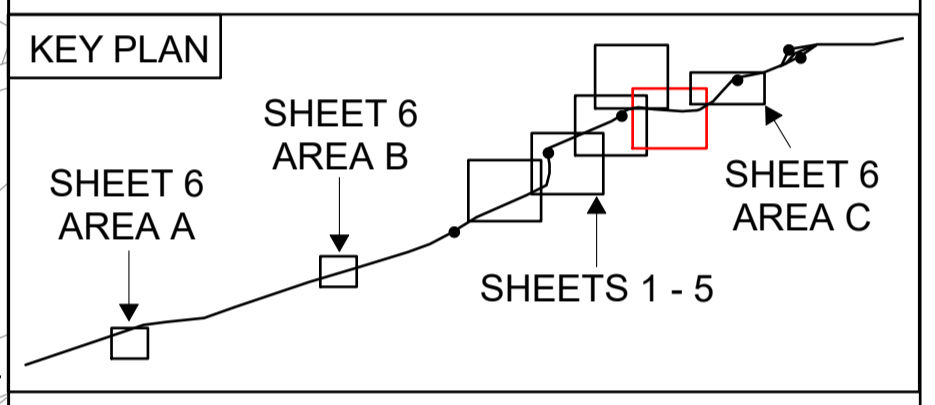 KEY PLAN
SHEET 6
AREA B
SHEET 6
AREA A
SHEET 6
AREA C
SHEETS 1 - 5